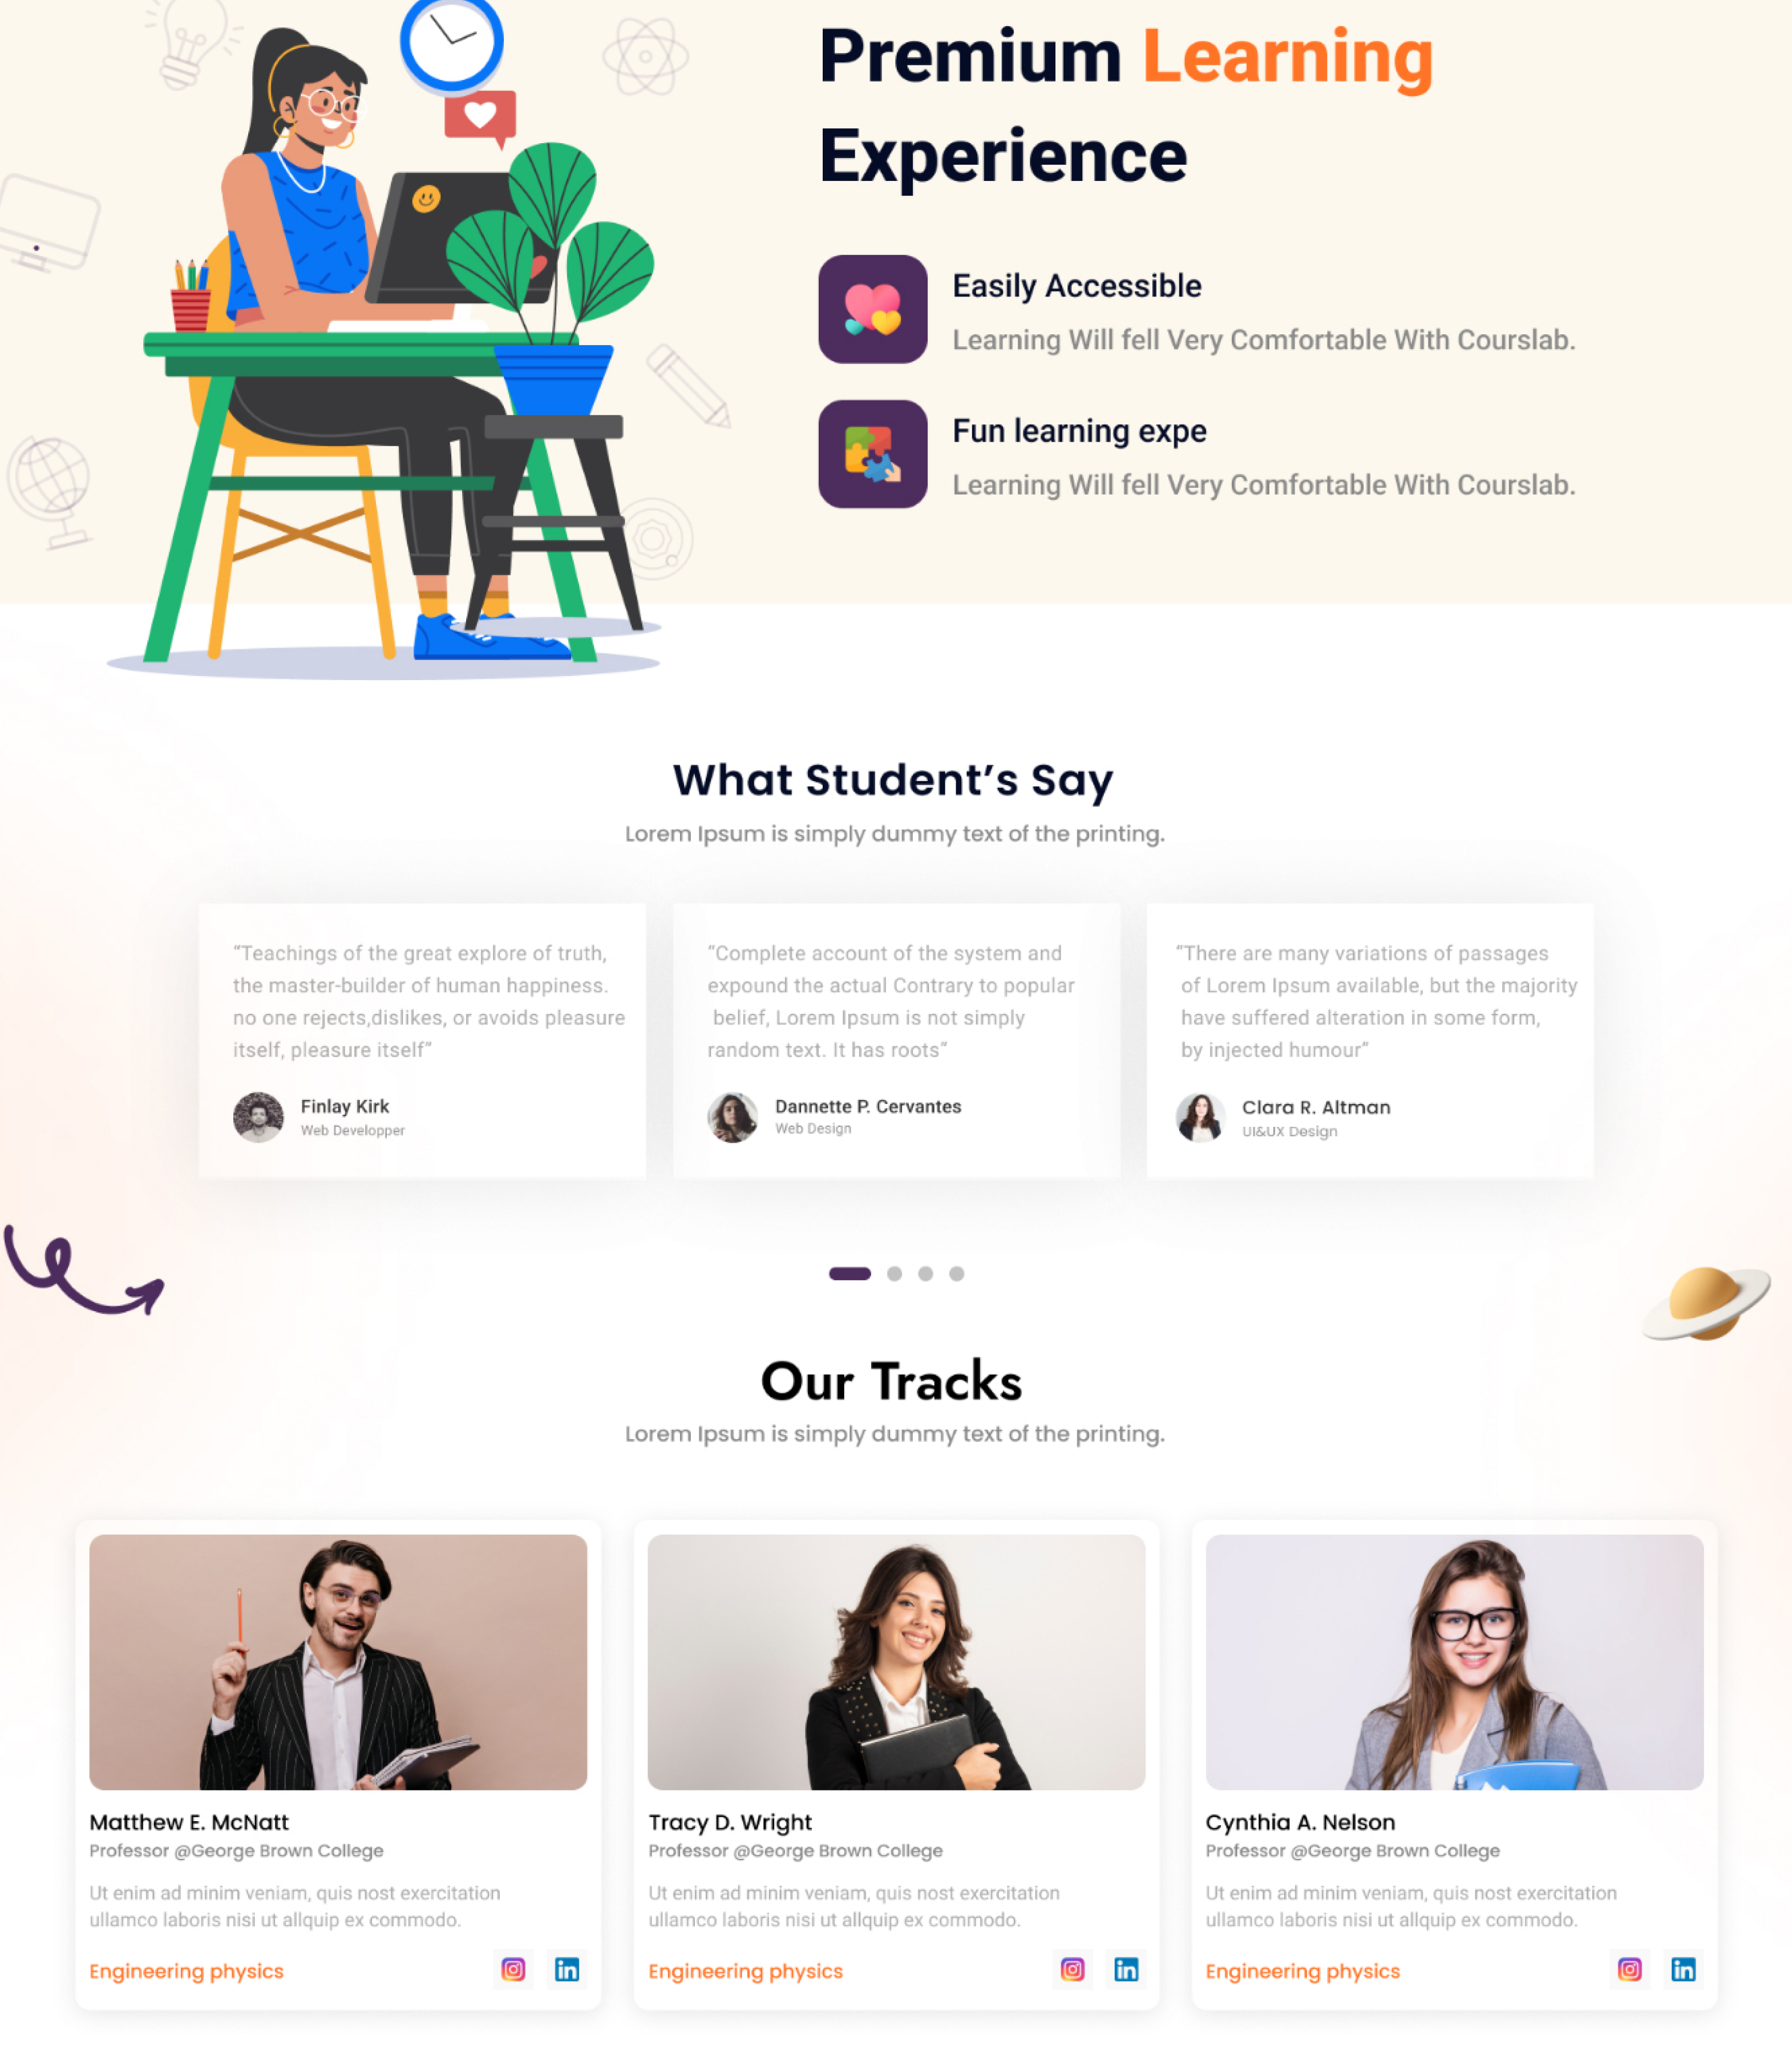 Premium Learning
Experience
Easily Accessible
Learning Will fell Very Comfortable With Courslab.
Fun learning expe
Learning Will fell Very Comfortable With Courslab.
What Student’s Say
Lorem Ipsum is simply dummy text of the printing.
“Teachings of the great explore of truth,
the master-builder of human happiness.
no one rejects,dislikes, or avoids pleasure
itself, pleasure itself”
Finlay Kirk
Web Developper
“Complete account of the system and
expound the actual Contrary to popular
belief, Lorem Ipsum is not simply
random text. It has roots”
Dannette P. Cervantes
Web Design
“There are many variations of passages
of Lorem Ipsum available, but the majority
have suffered alteration in some form,
by injected humour”
Clara R. Altman
UI&UX Design
Our Tracks
Lorem Ipsum is simply dummy text of the printing.
Matthew E. McNatt
Professor @George Brown College
Ut enim ad minim veniam, quis nost exercitation
ullamco laboris nisi ut allquip ex commodo.
Engineering physics
in
Tracy D. Wright
Professor @George Brown College
Ut enim ad minim veniam, quis nost exercitation
ullamco laboris nisi ut allquip ex commodo.
Engineering physics
in
Cynthia A. Nelson
Professor @George Brown College
Ut enim ad minim veniam, quis nost exercitation
ullamco laboris nisi ut allquip ex commodo.
Engineering physics
in